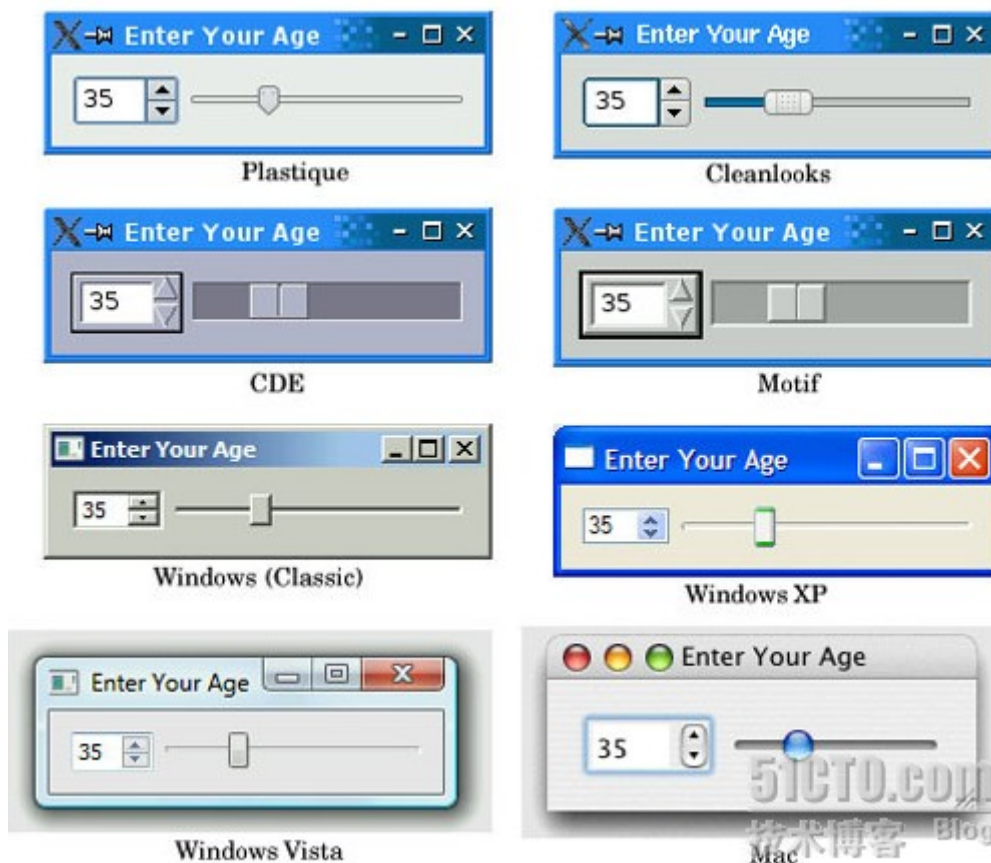 Enter Your Age
35
Plastique
Enter Your Age
35
Cleanlooks
Enter Your Age
35
CDE
Enter Your Age
35
Motif
Enter Your Age
35
Windows (Classic)
Enter Your Age
35
Windows XP
Enter Your Age
35
Windows Vista
Enter Your Age
35
Mac
51CTO.com
技术博客 Blog